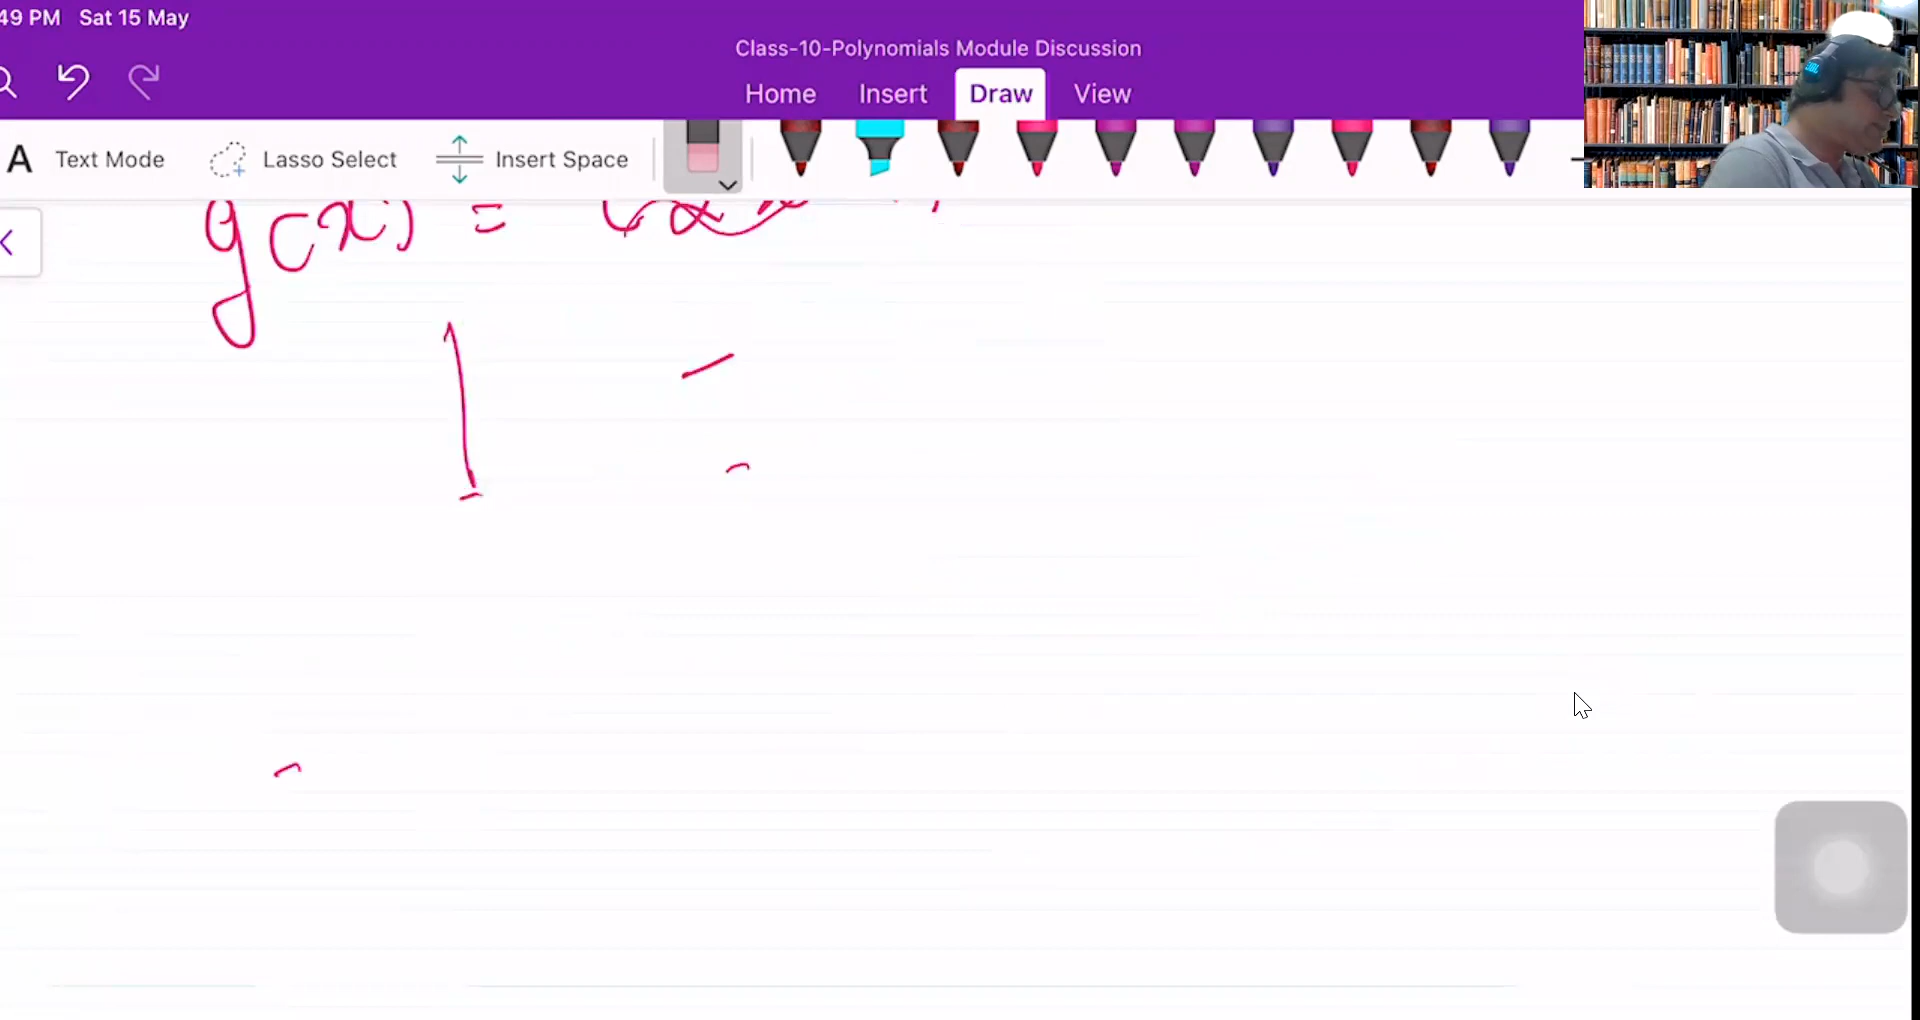 49 PM Sat 15 May
Class-10-Polynomials Module Discussion
Home Insert Draw View
A Text Mode Lasso Select Insert Space
g(x) =